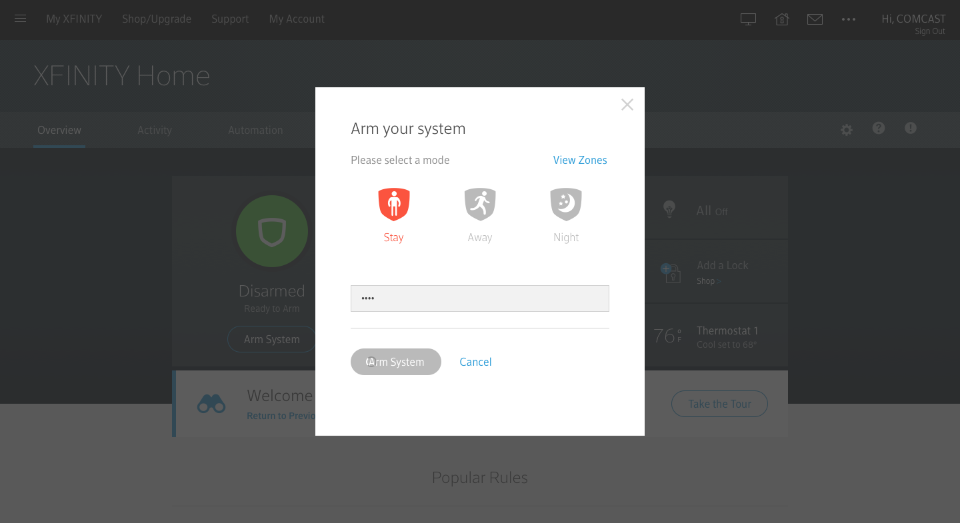 My XFINITY Shop/Upgrade Support My Account
Hi, COMCAST
Sign Out
XFINITY Home
Overview Activity Automation
Arm your system
Please select a mode View Zones
Stay Away Night
••••
Arm System Cancel
Disarmed
Ready to Arm
Arm System
All Off
Add a Lock
Shop
76°F
Thermostat 1
Cool set to 68°
Welcome
Return to Previo
Take the Tour
Popular Rules